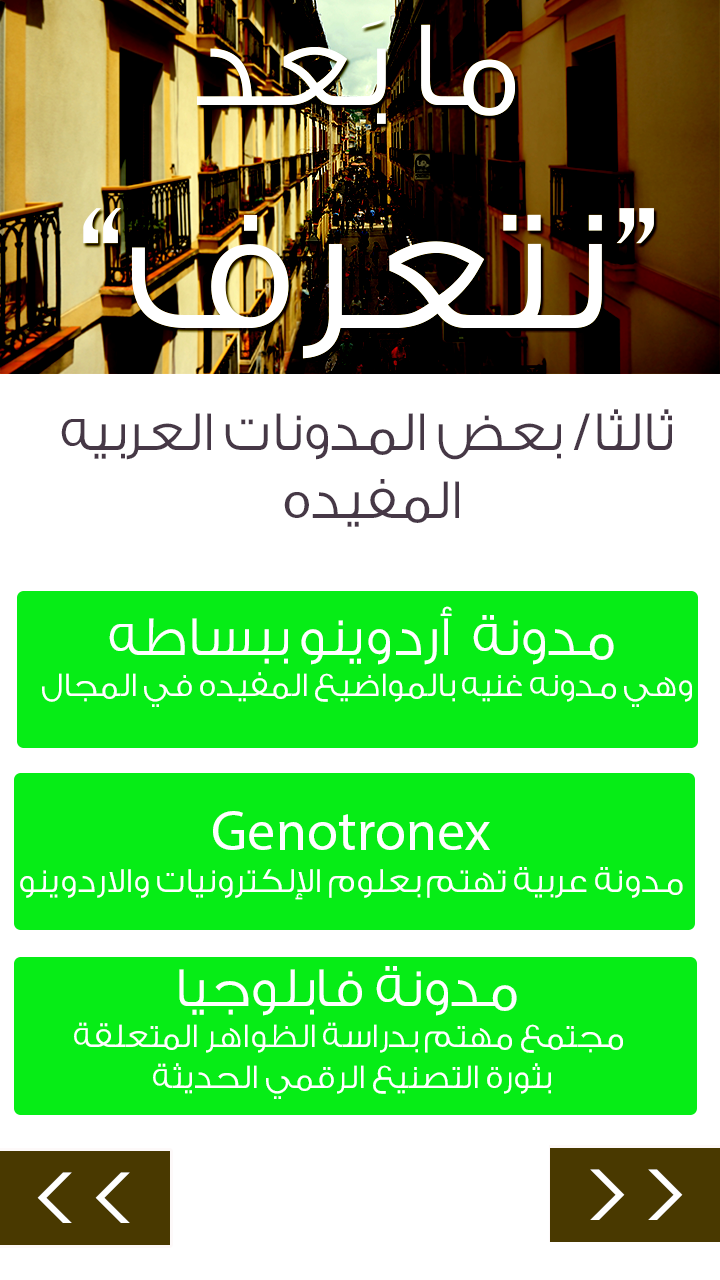 ما بعد
”نتعرف“
ثالثا/ بعض المدونات العربيه
المفيده
مدونة أردوينو ببساطه
وهي مدونه غنيه بالمواضيع المفيده في المجال
Genotronex
مدونة عربية تهتم بعلوم الإلكترونيات والاردوينو
مدونة فابلوجيا
مجتمع مهتم بدراسة الظواهر المتعلقة
بثورة التصنيع الرقمي الحديثة